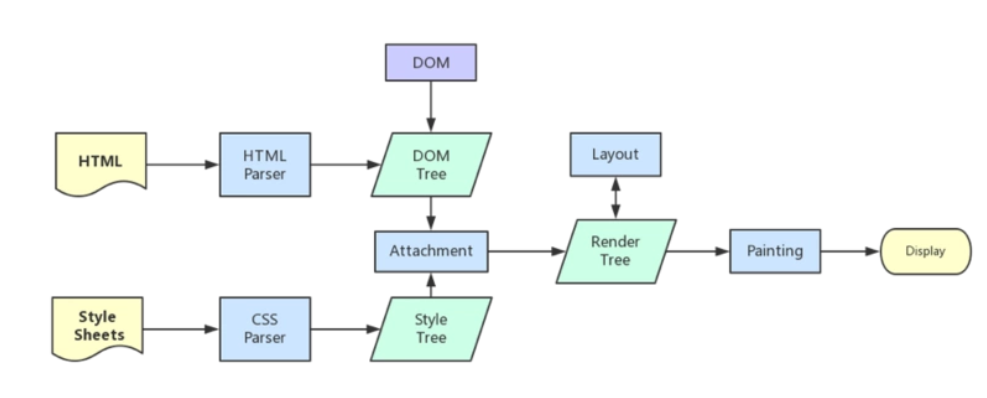 DOM
HTML
HTML
Parser
DOM
Tree
Layout
Attachment
Render
Tree
Painting
Display
Style
Sheets
CSS
Parser
Style
Tree